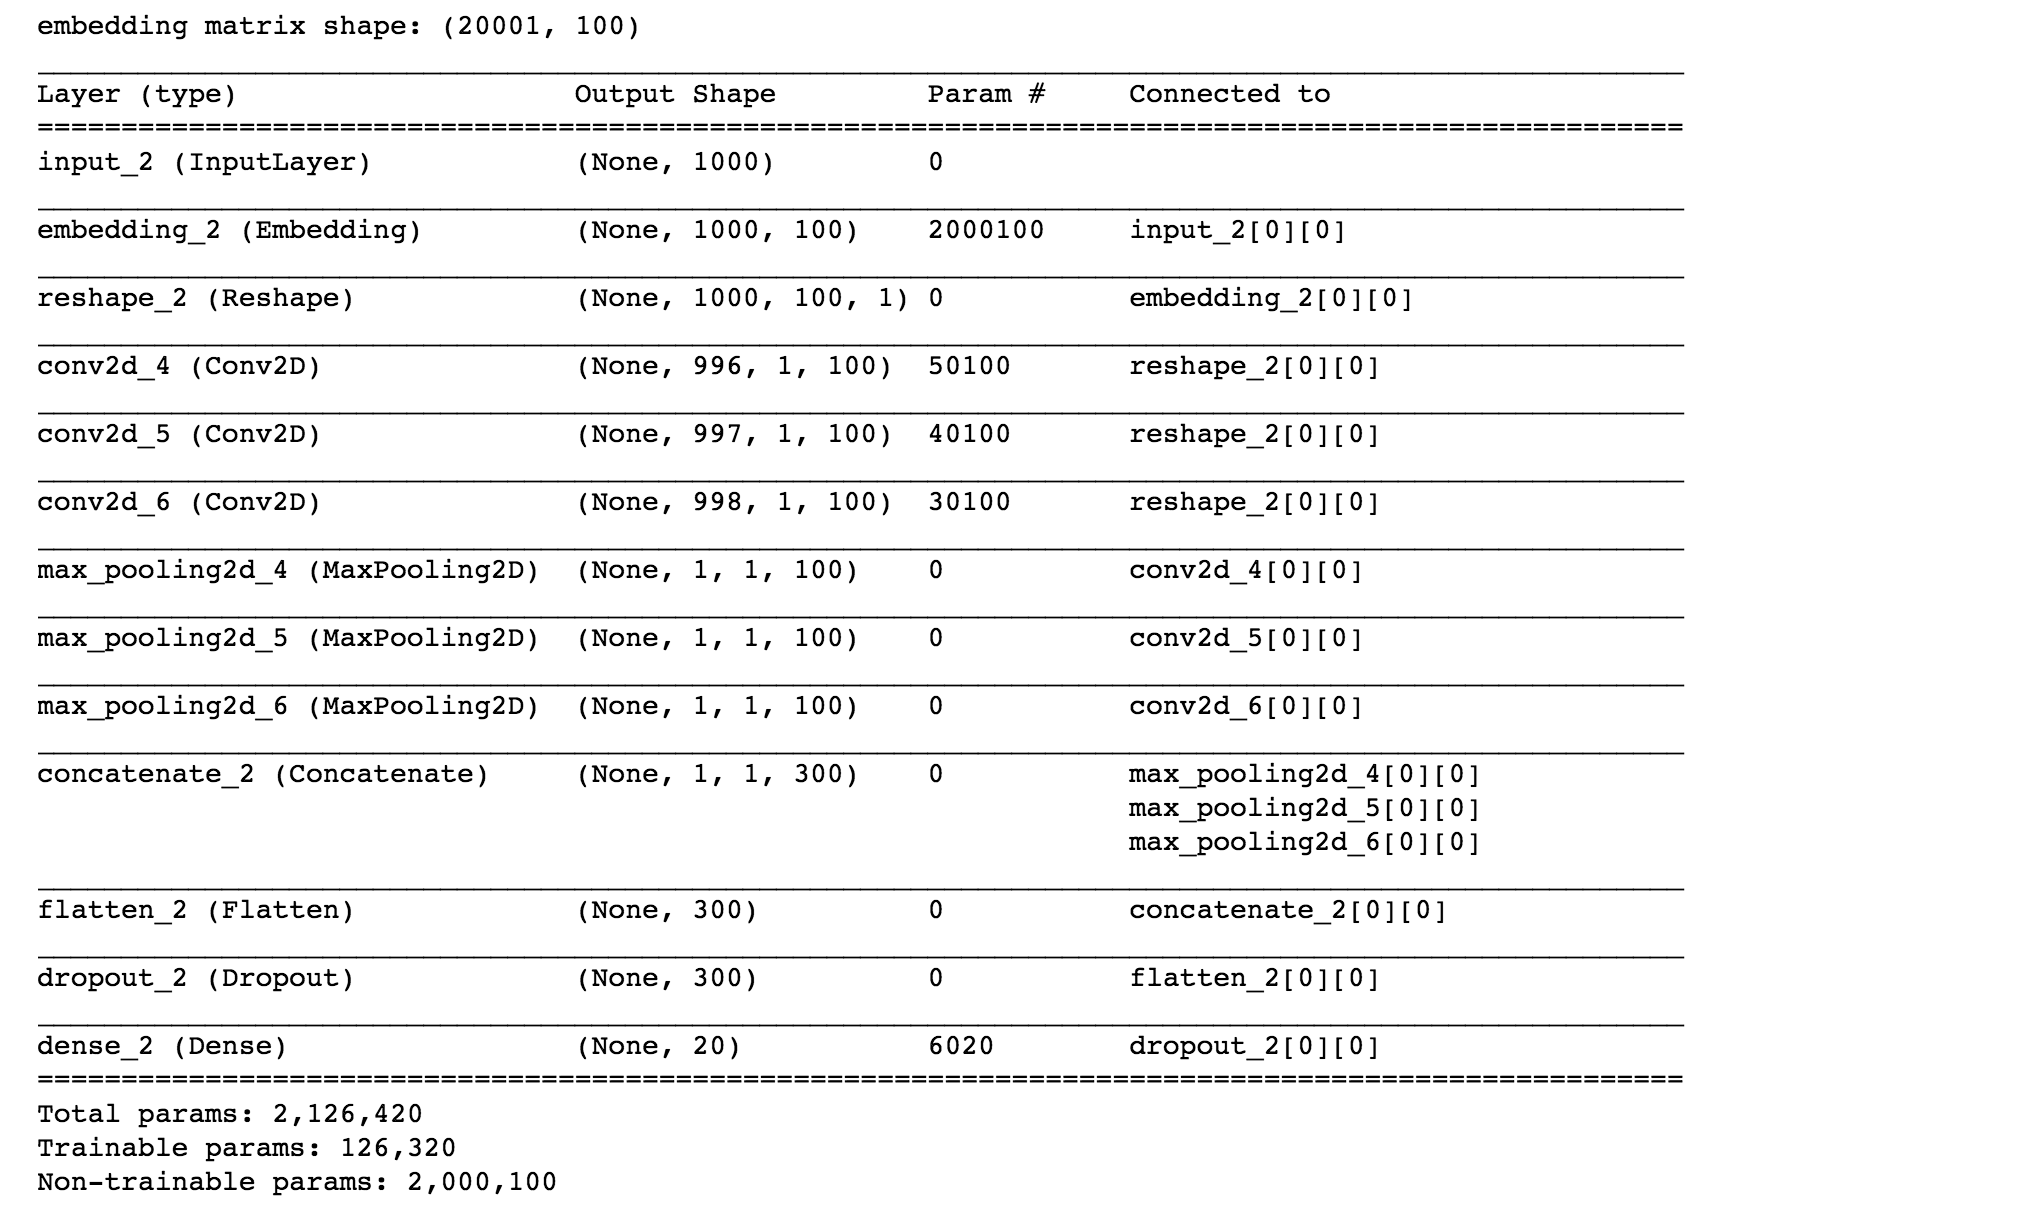 embedding matrix shape: (20001, 100)
Layer (type) Output Shape Param # Connected to
input_2 (InputLayer) (None, 1000) 0
embedding_2 (Embedding) (None, 1000, 100) 2000100 input_2[0][0]
reshape_2 (Reshape) (None, 1000, 100, 1) 0 embedding_2[0][0]
conv2d_4 (Conv2D) (None, 996, 1, 100) 50100 reshape_2[0][0]
conv2d_5 (Conv2D) (None, 997, 1, 100) 40100 reshape_2[0][0]
conv2d_6 (Conv2D) (None, 998, 1, 100) 30100 reshape_2[0][0]
max_pooling2d_4 (MaxPooling2D) (None, 1, 1, 100) 0 conv2d_4[0][0]
max_pooling2d_5 (MaxPooling2D) (None, 1, 1, 100) 0 conv2d_5[0][0]
max_pooling2d_6 (MaxPooling2D) (None, 1, 1, 100) 0 conv2d_6[0][0]
concatenate_2 (Concatenate) (None, 1, 1, 300) 0 max_pooling2d_4[0][0]
max_pooling2d_5[0][0]
max_pooling2d_6[0][0]
flatten_2 (Flatten) (None, 300) 0 concatenate_2[0][0]
dropout_2 (Dropout) (None, 300) 0 flatten_2[0][0]
dense_2 (Dense) (None, 20) 6020 dropout_2[0][0]
Total params: 2,126,420
Trainable params: 126,320
Non-trainable params: 2,000,100